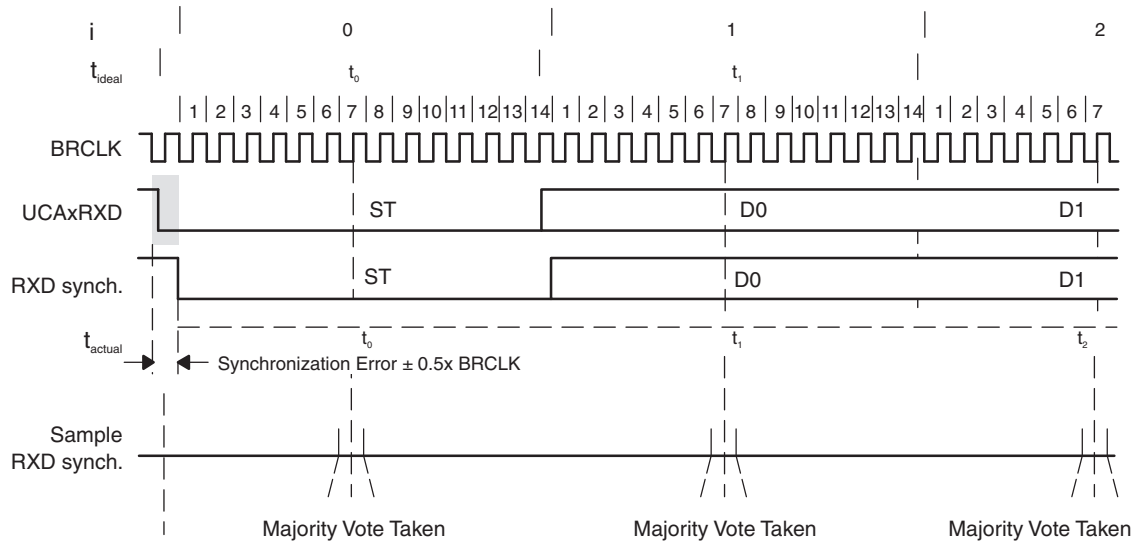 i 0 1 2
t_ideal t₀ t₁
1 2 3 4 5 6 7 8 9 10 11 12 13 14 1 2 3 4 5 6 7 8 9 10 11 12 13 14 1 2 3 4 5 6 7
BRCLK
UCAxRXD ST D0 D1
RXD synch. ST D0 D1
t_actual t₀ t₁ t₂
Synchronization Error ± 0.5x BRCLK
Sample
RXD synch.
Majority Vote Taken Majority Vote Taken Majority Vote Taken